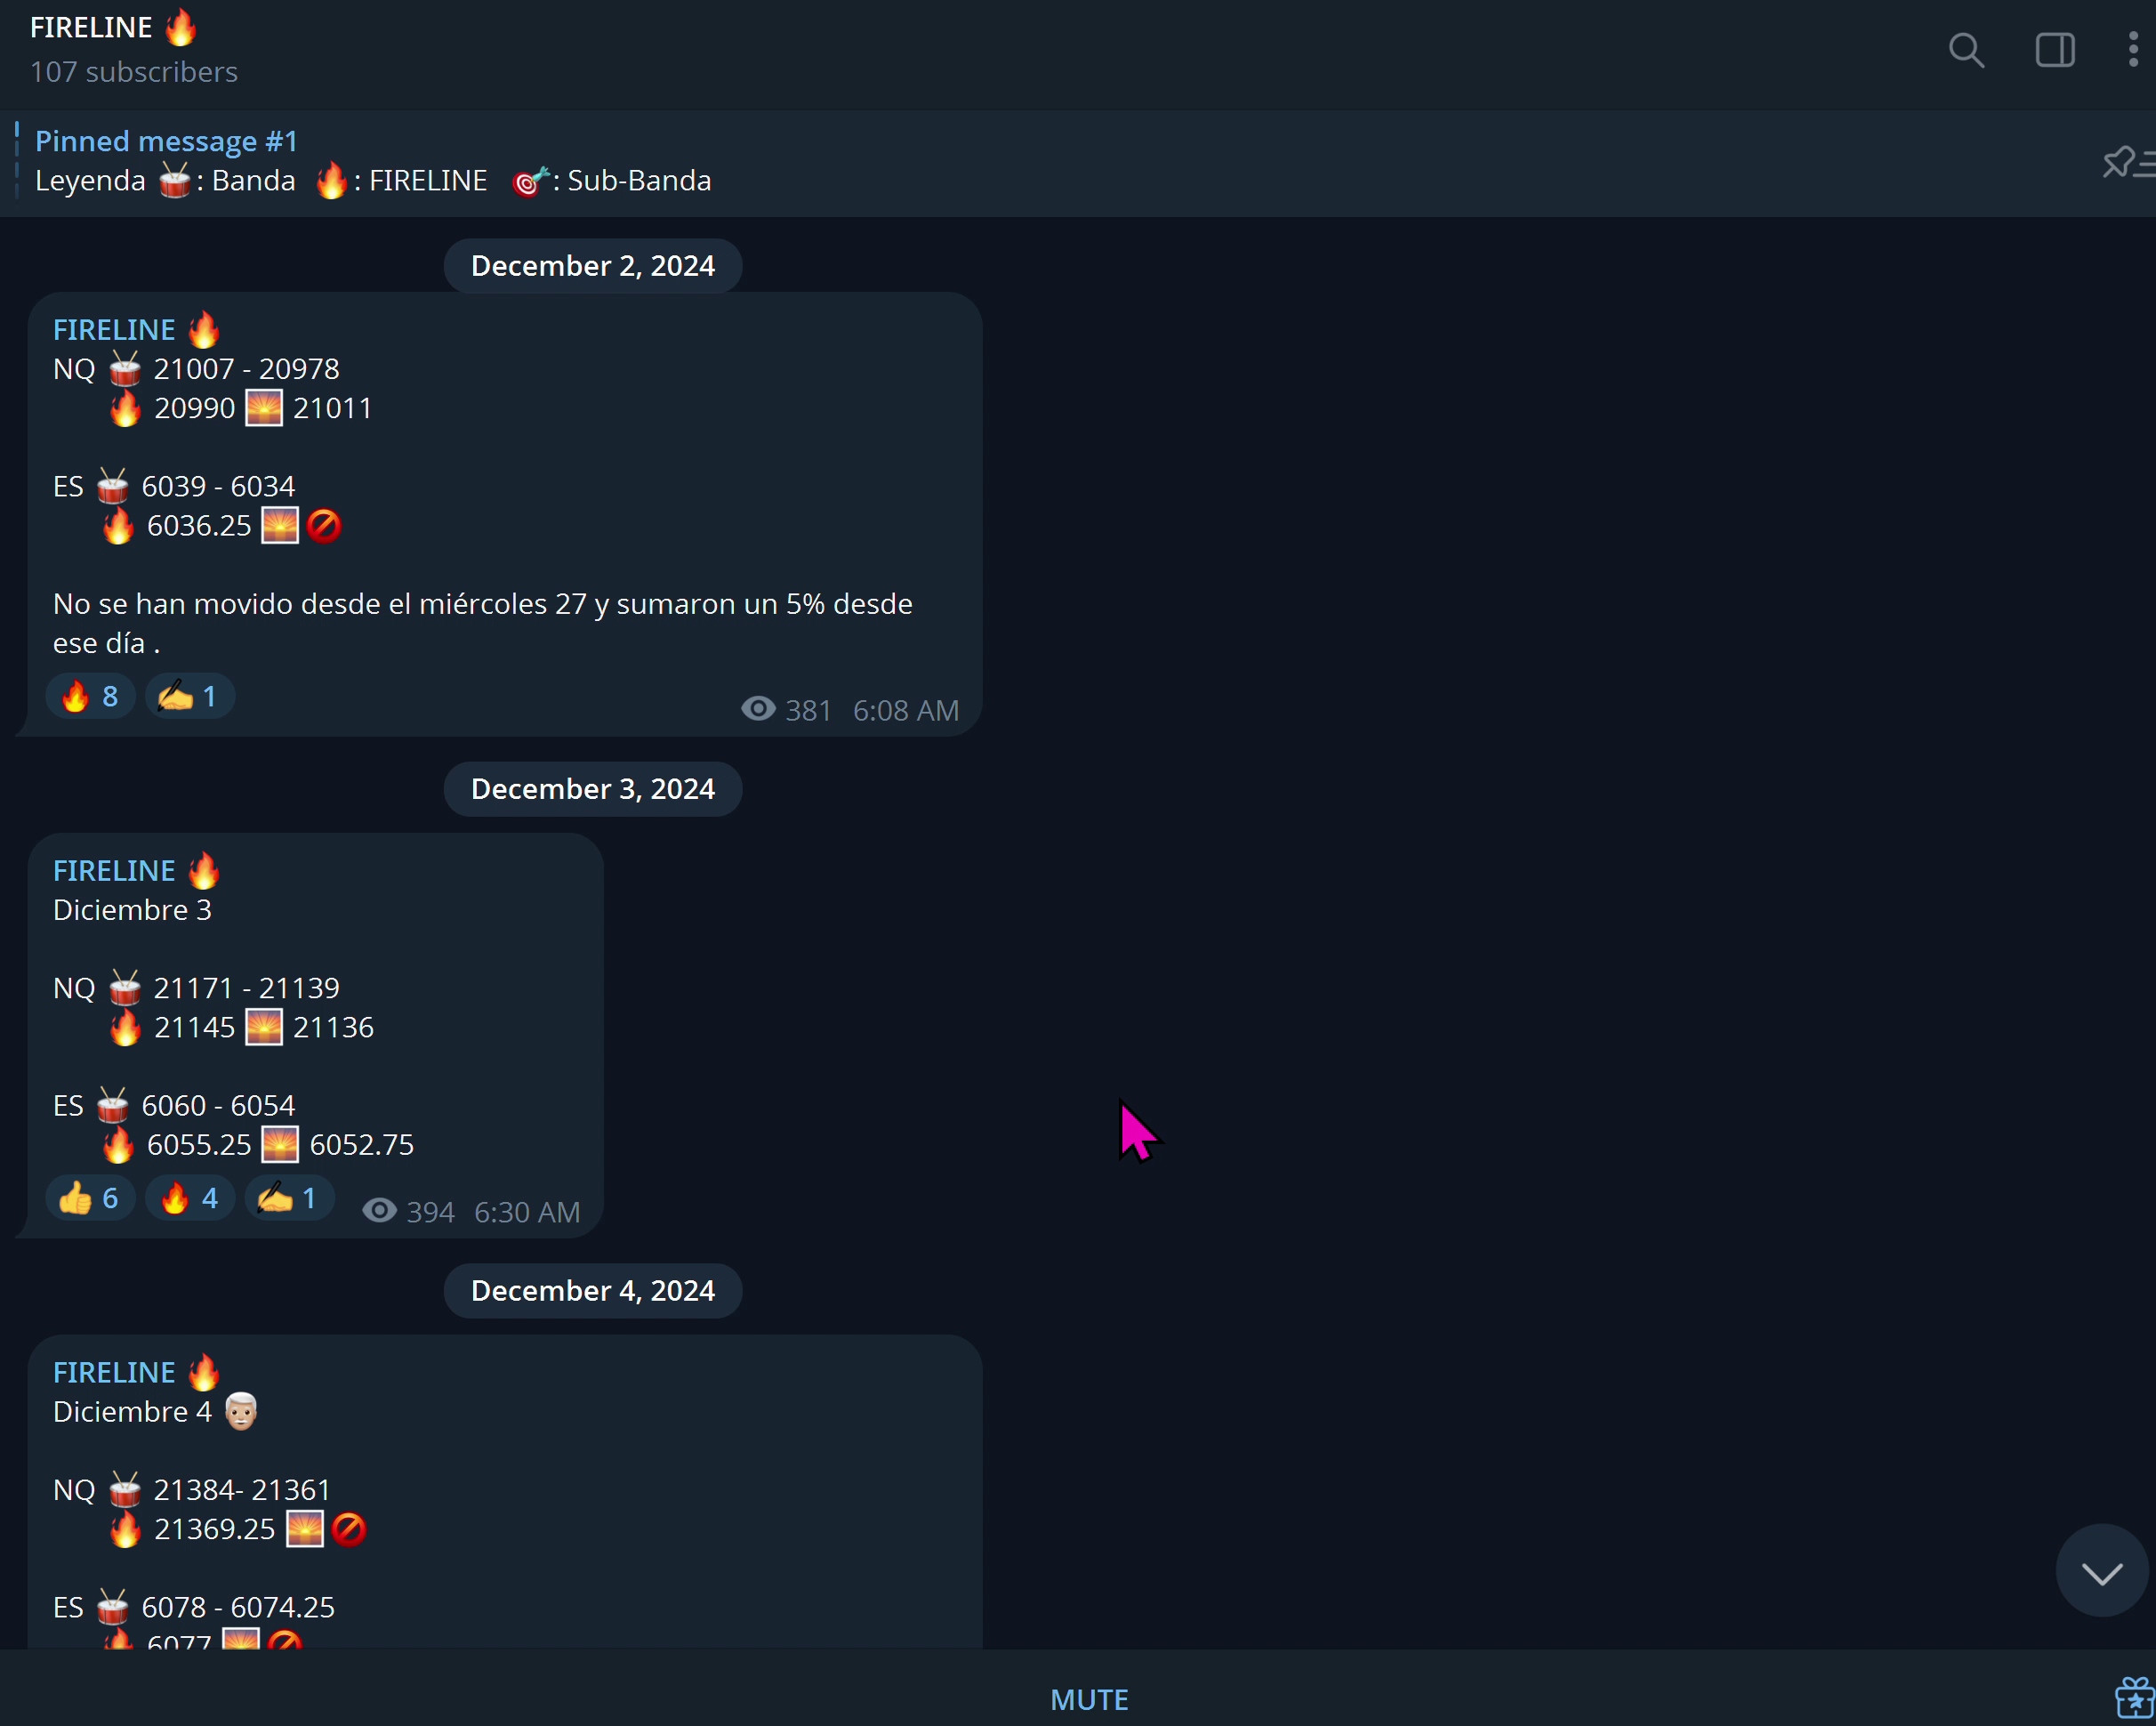 FIRELINE 🔥
107 subscribers
Pinned message #1
Leyenda 🥁: Banda 🔥: FIRELINE 🎯: Sub-Banda
December 2, 2024
FIRELINE 🔥
NQ 🥁 21007 - 20978
🔥 20990 🌅 21011
ES 🥁 6039 - 6034
🔥 6036.25 🌅🚫
No se han movido desde el miércoles 27 y sumaron un 5% desde
ese día .
🔥 8 ✍️ 1 381 6:08 AM
December 3, 2024
FIRELINE 🔥
Diciembre 3
NQ 🥁 21171 - 21139
🔥 21145 🌅 21136
ES 🥁 6060 - 6054
🔥 6055.25 🌅 6052.75
👍 6 🔥 4 ✍️ 1 394 6:30 AM
December 4, 2024
FIRELINE 🔥
Diciembre 4 👨🏼‍🦳
NQ 🥁 21384- 21361
🔥 21369.25 🌅🚫
ES 🥁 6078 - 6074.25
🔥 6077 🌅🚫
MUTE